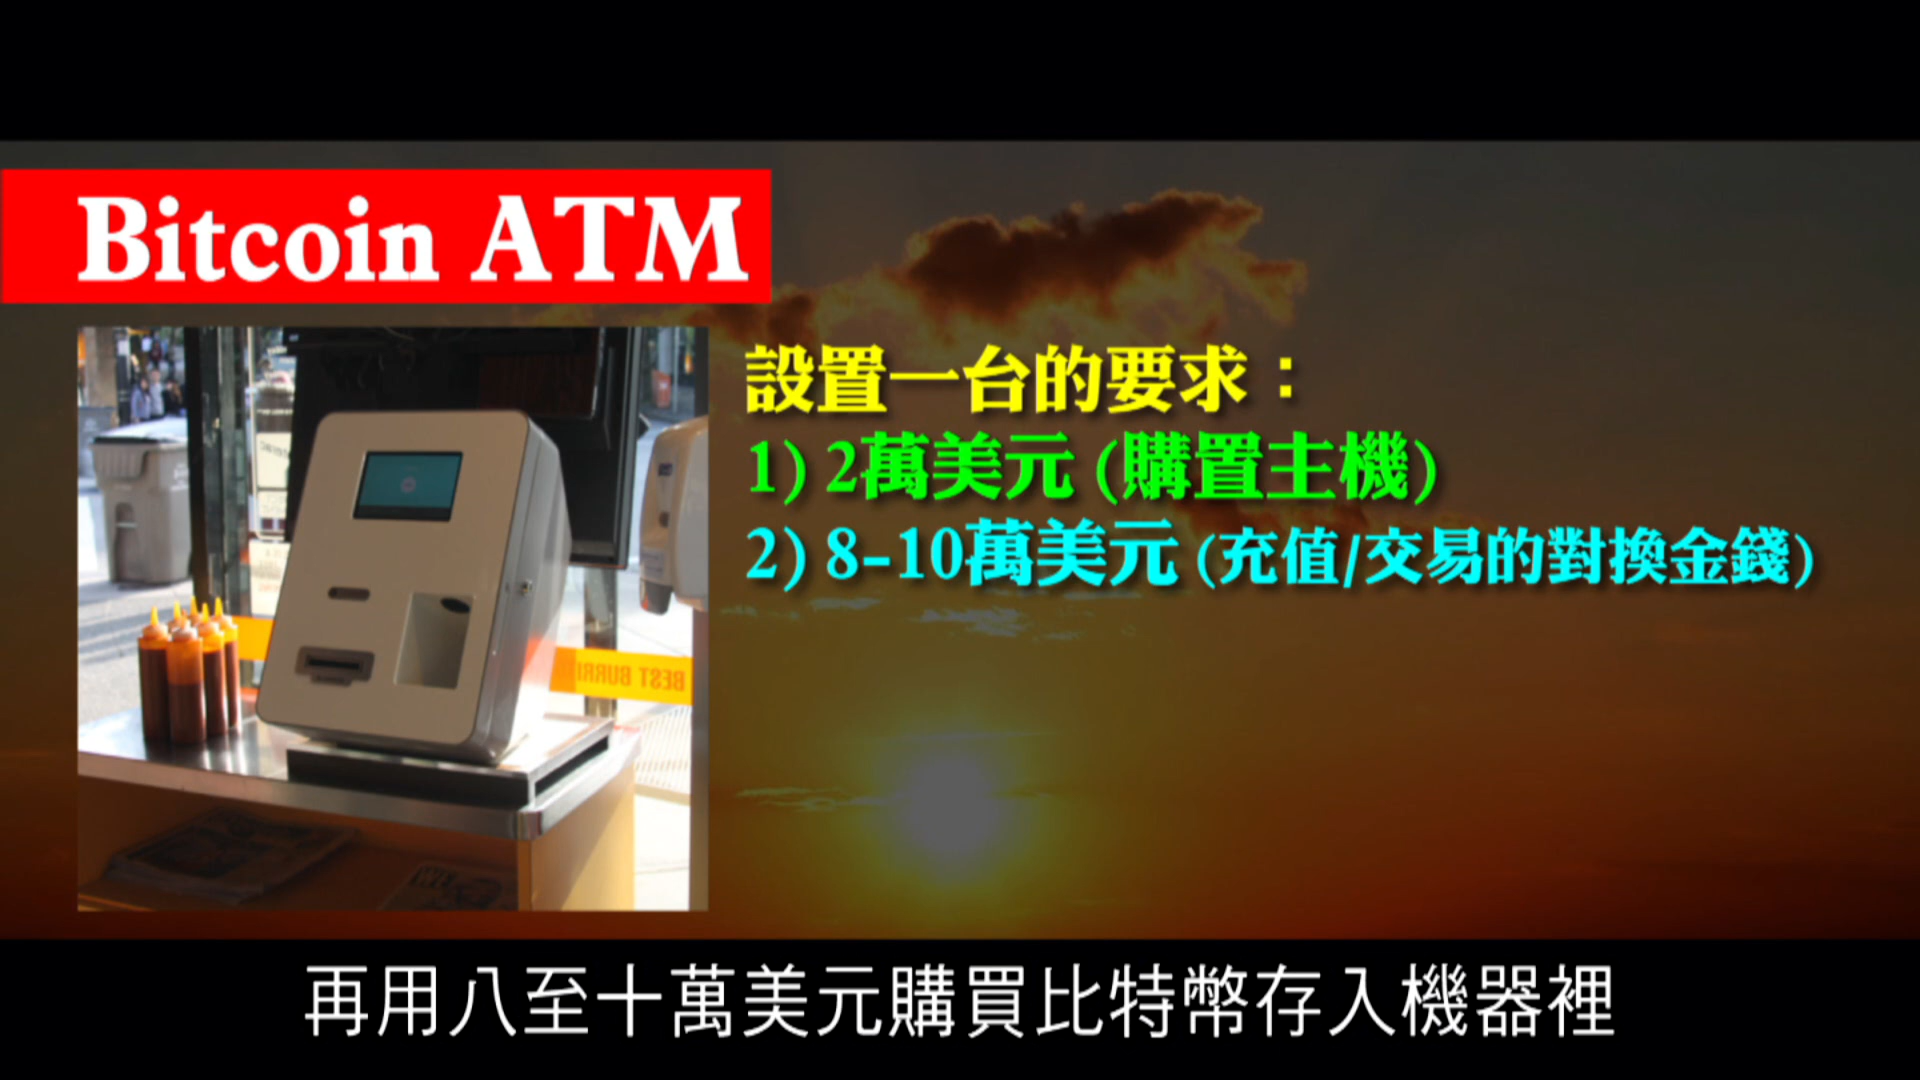 Bitcoin ATM
設置一台的要求：
1) 2萬美元 (購置主機)
2) 8-10萬美元 (充值/交易的對換金錢)
BEST BURRI
再用八至十萬美元購買比特幣存入機器裡